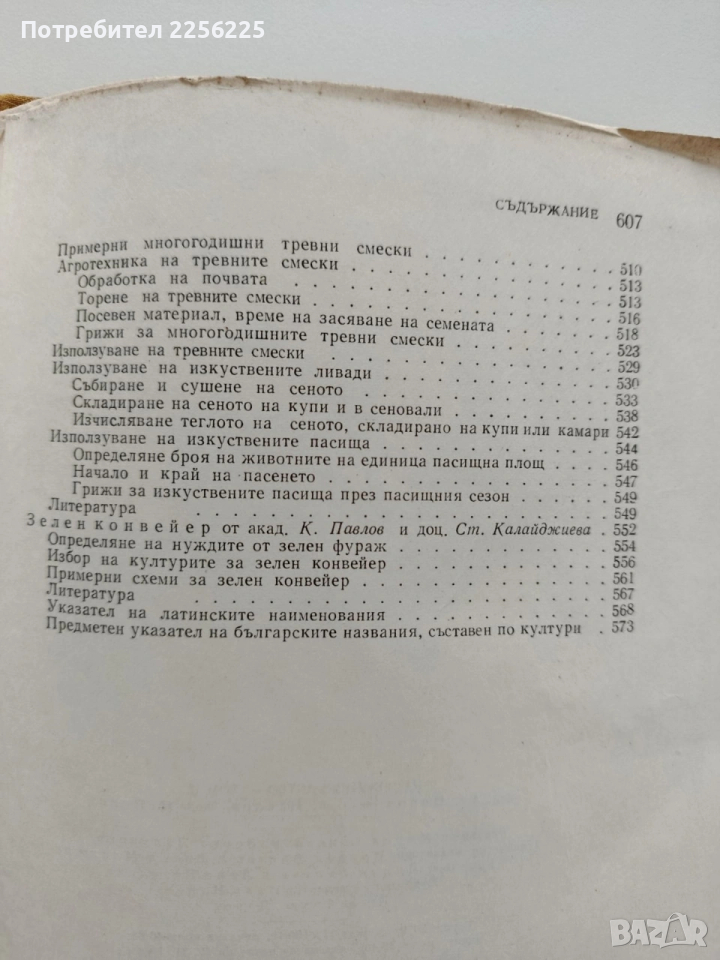 Потребител 2256225
СЪДЪРЖАНИЕ 607
Примерни многогодишни тревни смески . . . . . . . . . . 510
Агротехника на тревните смески . . . . . . . . . . . . 513
Обработка на почвата . . . . . . . . . . . . . . 513
Торене на тревните смески . . . . . . . . . . . . 516
Посевен материал, време на засяване на семената . . . . . 518
Грижи за многогодишните тревни смески . . . . . . . . 523
Използуване на тревните смески . . . . . . . . . . . . 529
Използуване на изкуствените ливади . . . . . . . . . . 530
Събиране и сушене на сеното . . . . . . . . . . . 533
Складиране на сеното на купи и в сеновали . . . . . . . 538
Изчисляване теглото на сеното, складирано на купи или камари 542
Използуване на изкуствените пасища . . . . . . . . . . 544
Определяне броя на животните на единица пасищна площ . 546
Начало и край на пасенето . . . . . . . . . . . . 547
Грижи за изкуствените пасища през пасищния сезон . . . . 549
Литература . . . . . . . . . . . . . . . . . 549
Зелен конвейер от акад. К. Павлов и доц. Ст. Калайджиева . 552
Определяне на нуждите от зелен фураж . . . . . . . . . 554
Избор на културите за зелен конвейер . . . . . . . . . 556
Примерни схеми за зелен конвейер . . . . . . . . . . 561
Литература . . . . . . . . . . . . . . . . . 567
Указател на латинските наименования . . . . . . . . . 568
Предметен указател на българските названия, съставен по култури . 573
BAZAR